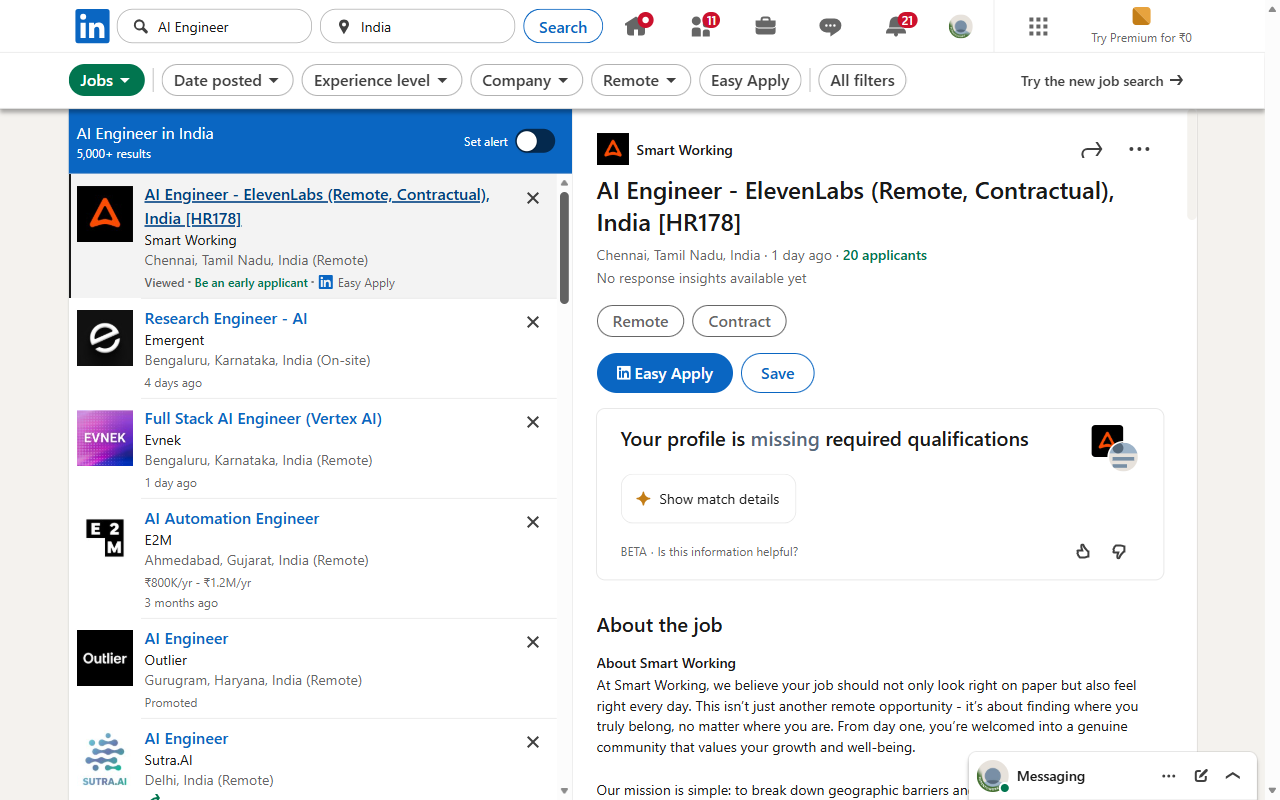 in
AI Engineer
India
Search
11
21
Try Premium for ₹0
Jobs
Date posted
Experience level
Company
Remote
Easy Apply
All filters
Try the new job search
AI Engineer in India
5,000+ results
Set alert
AI Engineer - ElevenLabs (Remote, Contractual), India [HR178]
Smart Working
Chennai, Tamil Nadu, India (Remote)
Viewed · Be an early applicant · in Easy Apply
Research Engineer - AI
Emergent
Bengaluru, Karnataka, India (On-site)
4 days ago
EVNEK
Full Stack AI Engineer (Vertex AI)
Evnek
Bengaluru, Karnataka, India (Remote)
1 day ago
E2M
AI Automation Engineer
E2M
Ahmedabad, Gujarat, India (Remote)
₹800K/yr - ₹1.2M/yr
3 months ago
Outlier
AI Engineer
Outlier
Gurugram, Haryana, India (Remote)
Promoted
SUTRA.AI
AI Engineer
Sutra.AI
Delhi, India (Remote)
Smart Working
AI Engineer - ElevenLabs (Remote, Contractual),
India [HR178]
Chennai, Tamil Nadu, India · 1 day ago · 20 applicants
No response insights available yet
Remote
Contract
in Easy Apply
Save
Your profile is missing required qualifications
Show match details
BETA · Is this information helpful?
About the job
About Smart Working
At Smart Working, we believe your job should not only look right on paper but also feel
right every day. This isn't just another remote opportunity - it's about finding where you
truly belong, no matter where you are. From day one, you're welcomed into a genuine
community that values your growth and well-being.
Our mission is simple: to break down geographic barriers an
Messaging